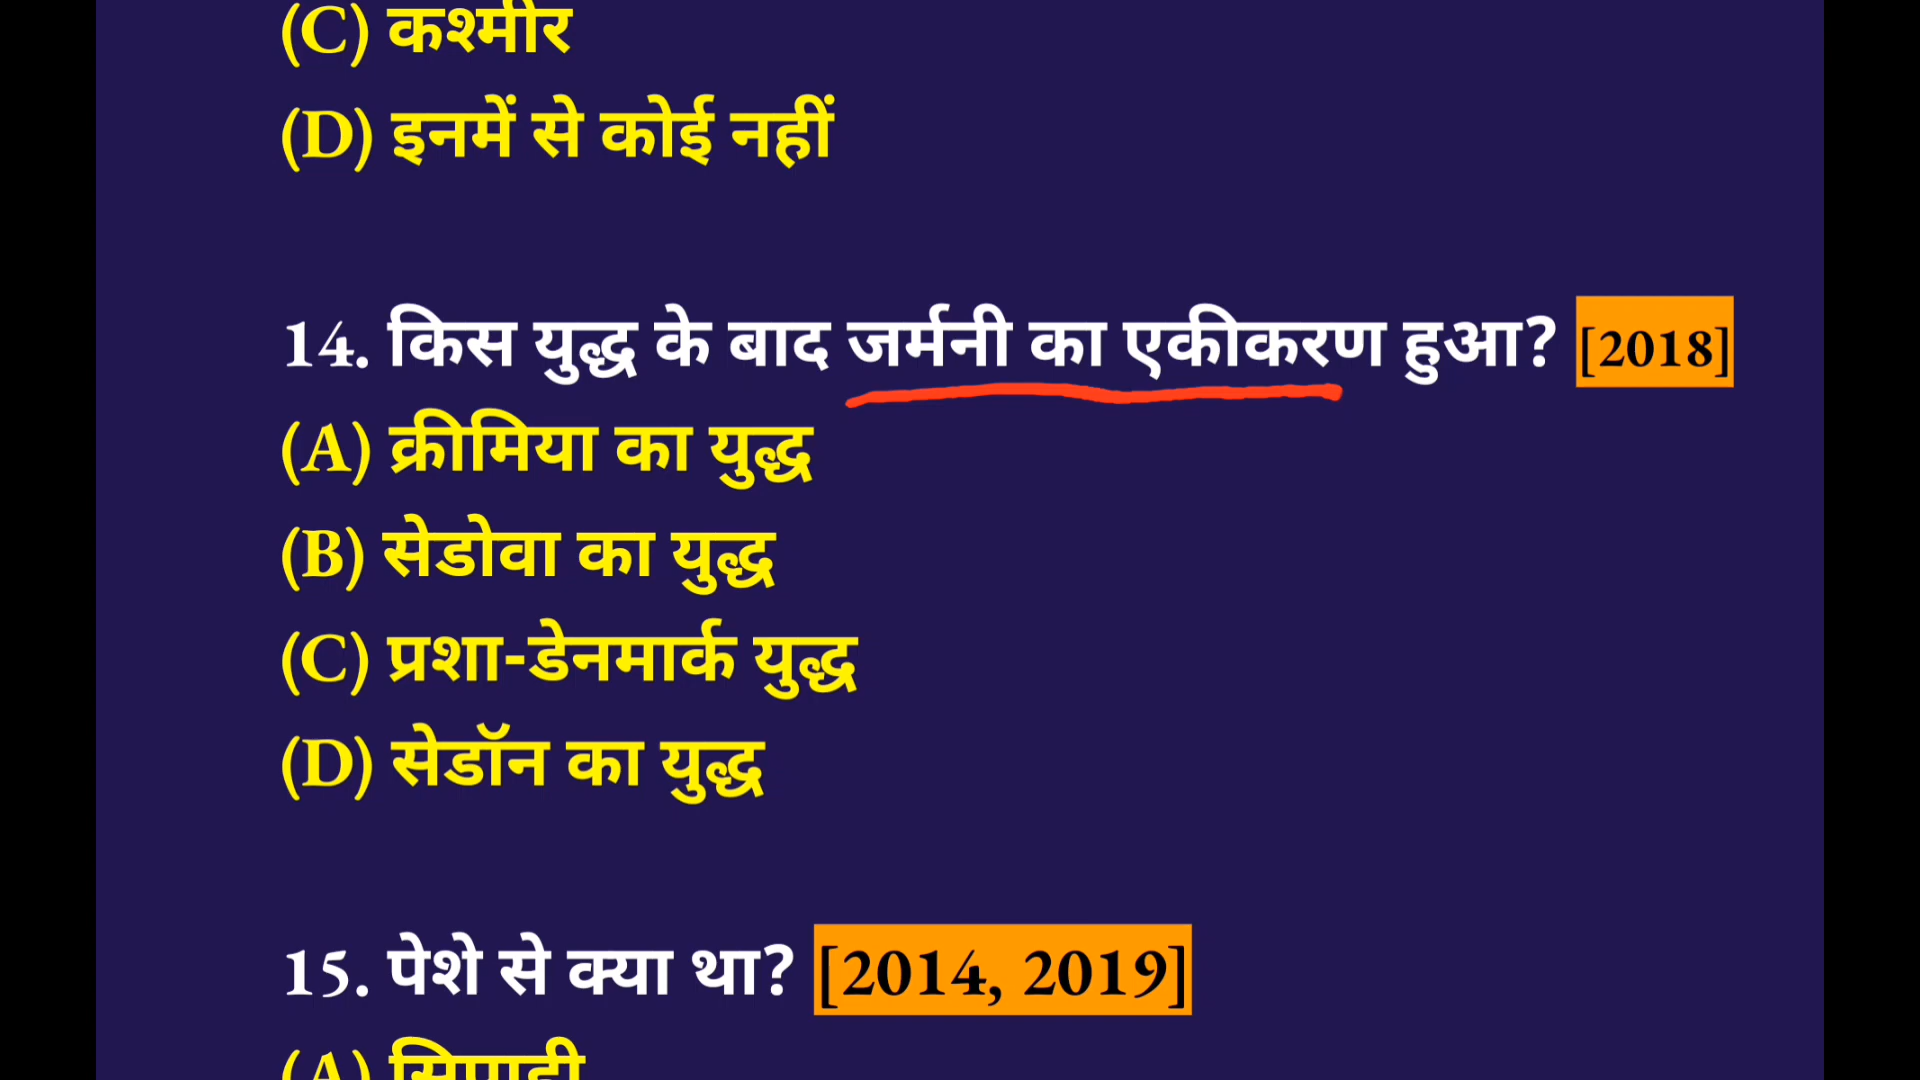 (C) कश्मीर
(D) इनमें से कोई नहीं
14. किस युद्ध के बाद जर्मनी का एकीकरण हुआ? [2018]
(A) क्रीमिया का युद्ध
(B) सेडोवा का युद्ध
(C) प्रशा-डेनमार्क युद्ध
(D) सेडॉन का युद्ध
15. पेशे से क्या था? [2014, 2019]
(A) सिपाही